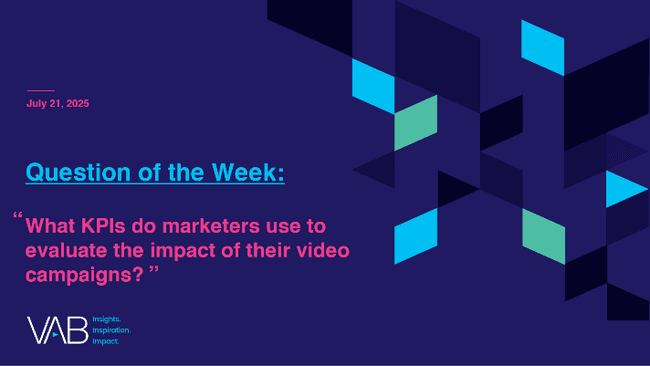 July 21, 2025
Question of the Week:
“What KPIs do marketers use to
evaluate the impact of their video
campaigns?”
VAB
Insights.
Inspiration.
Impact.